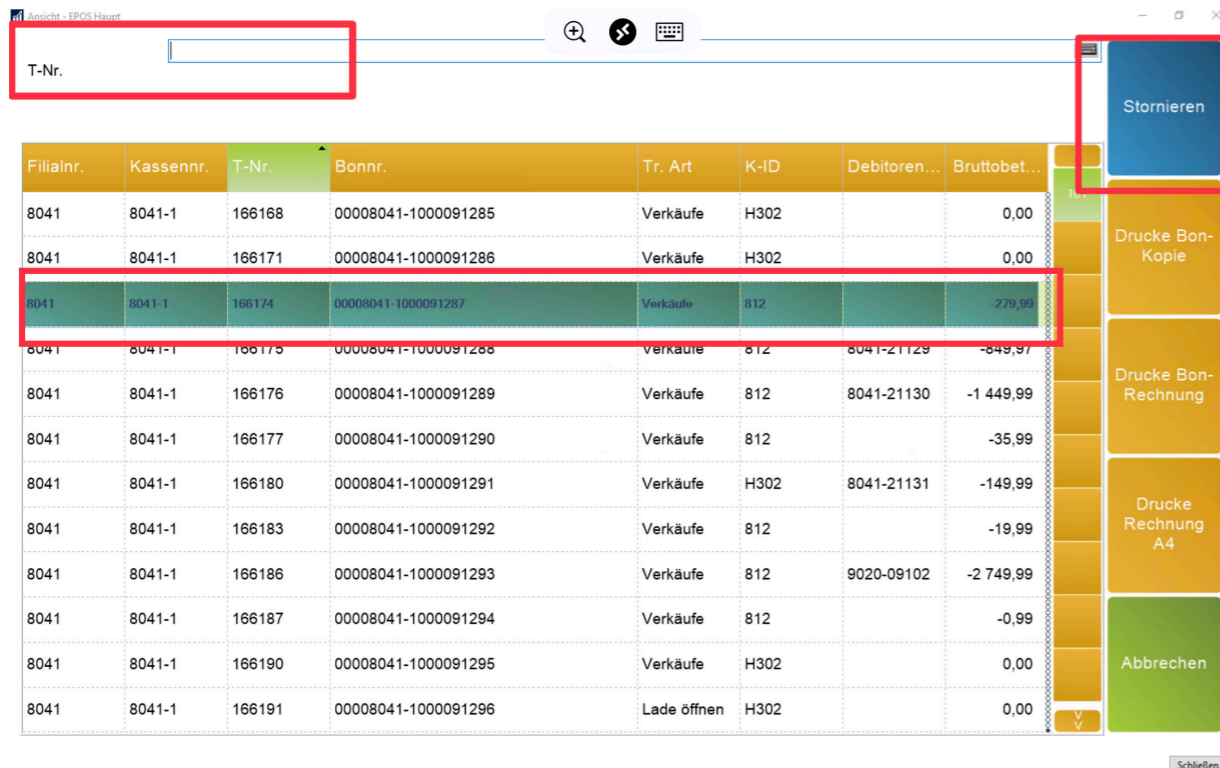 Ansicht - EPOS Haupt
T-Nr.
Stornieren
Filialnr. Kassennr. T-Nr. Bonnr. Tr. Art K-ID Debitoren... Bruttobet...
8041 8041-1 166168 00008041-1000091285 Verkäufe H302 0,00
8041 8041-1 166171 00008041-1000091286 Verkäufe H302 0,00
Drucke Bon-
Kopie
8041 8041-1 166174 00008041-1000091287 Verkäufe 812 -279,99
8041 8041-1 166175 00008041-1000091288 Verkäufe 812 8041-21129 -849,97
8041 8041-1 166176 00008041-1000091289 Verkäufe 812 8041-21130 -1 449,99
Drucke Bon-
Rechnung
8041 8041-1 166177 00008041-1000091290 Verkäufe 812 -35,99
8041 8041-1 166180 00008041-1000091291 Verkäufe H302 8041-21131 -149,99
8041 8041-1 166183 00008041-1000091292 Verkäufe 812 -19,99
Drucke
Rechnung
A4
8041 8041-1 166186 00008041-1000091293 Verkäufe 812 9020-09102 -2 749,99
8041 8041-1 166187 00008041-1000091294 Verkäufe 812 -0,99
8041 8041-1 166190 00008041-1000091295 Verkäufe H302 0,00
Abbrechen
8041 8041-1 166191 00008041-1000091296 Lade öffnen H302 0,00
Schließen